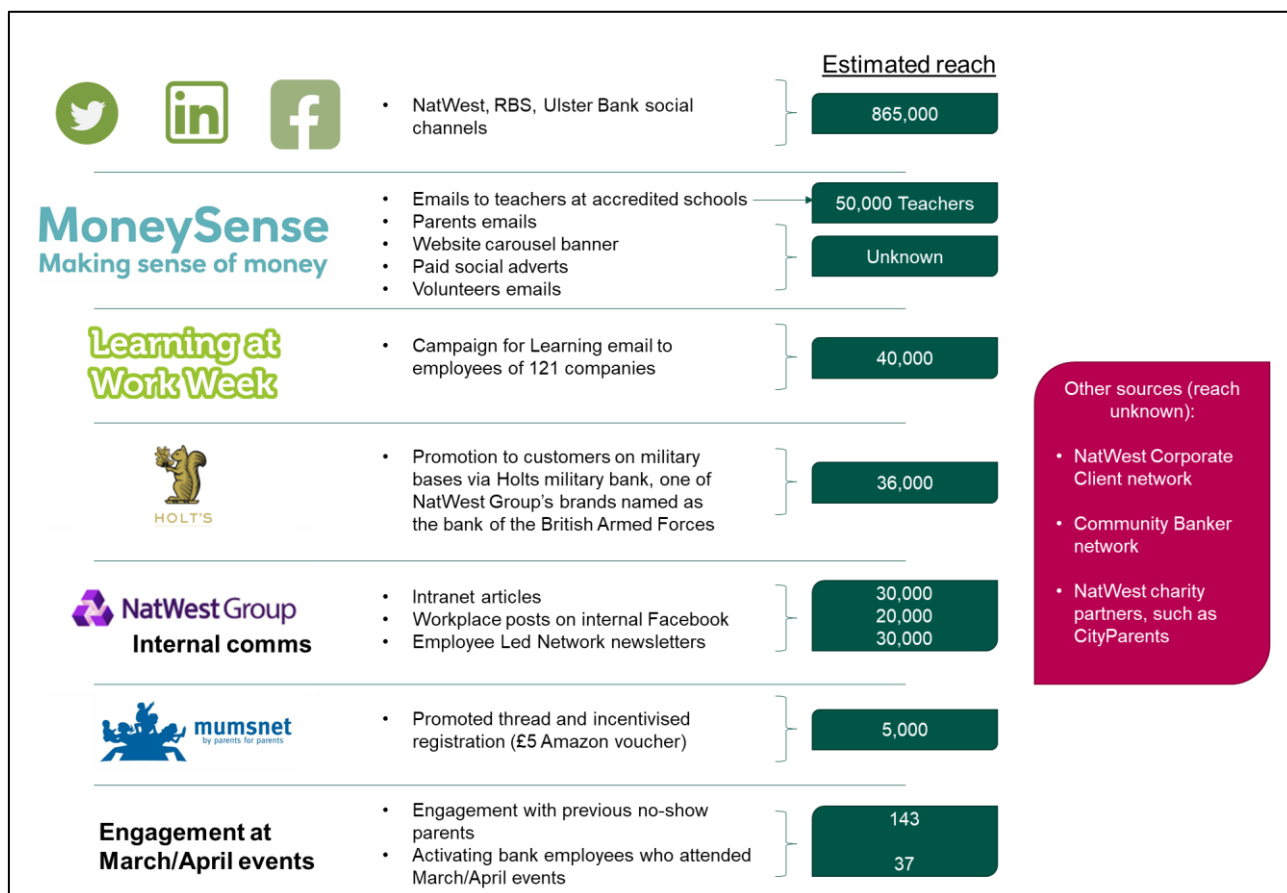 Estimated reach
• NatWest, RBS, Ulster Bank social
channels
865,000
MoneySense
Making sense of money
• Emails to teachers at accredited schools
• Parents emails
• Website carousel banner
• Paid social adverts
• Volunteers emails
50,000 Teachers
Unknown
Learning at
Work Week
• Campaign for Learning email to
employees of 121 companies
40,000
HOLT'S
• Promotion to customers on military
bases via Holts military bank, one of
NatWest Group's brands named as
the bank of the British Armed Forces
36,000
NatWest Group
Internal comms
• Intranet articles
• Workplace posts on internal Facebook
• Employee Led Network newsletters
30,000
20,000
30,000
mumsnet
by parents for parents
• Promoted thread and incentivised
registration (£5 Amazon voucher)
5,000
Engagement at
March/April events
• Engagement with previous no-show
parents
• Activating bank employees who attended
March/April events
143
37
Other sources (reach
unknown):
• NatWest Corporate
Client network
• Community Banker
network
• NatWest charity
partners, such as
CityParents